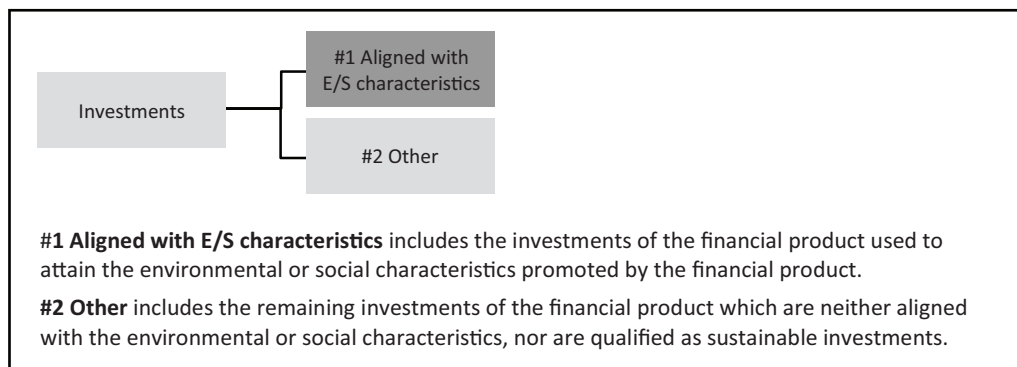 #1 Aligned with
E/S characteristics
Investments
#2 Other
#1 Aligned with E/S characteristics includes the investments of the financial product used to
attain the environmental or social characteristics promoted by the financial product.
#2 Other includes the remaining investments of the financial product which are neither aligned
with the environmental or social characteristics, nor are qualified as sustainable investments.